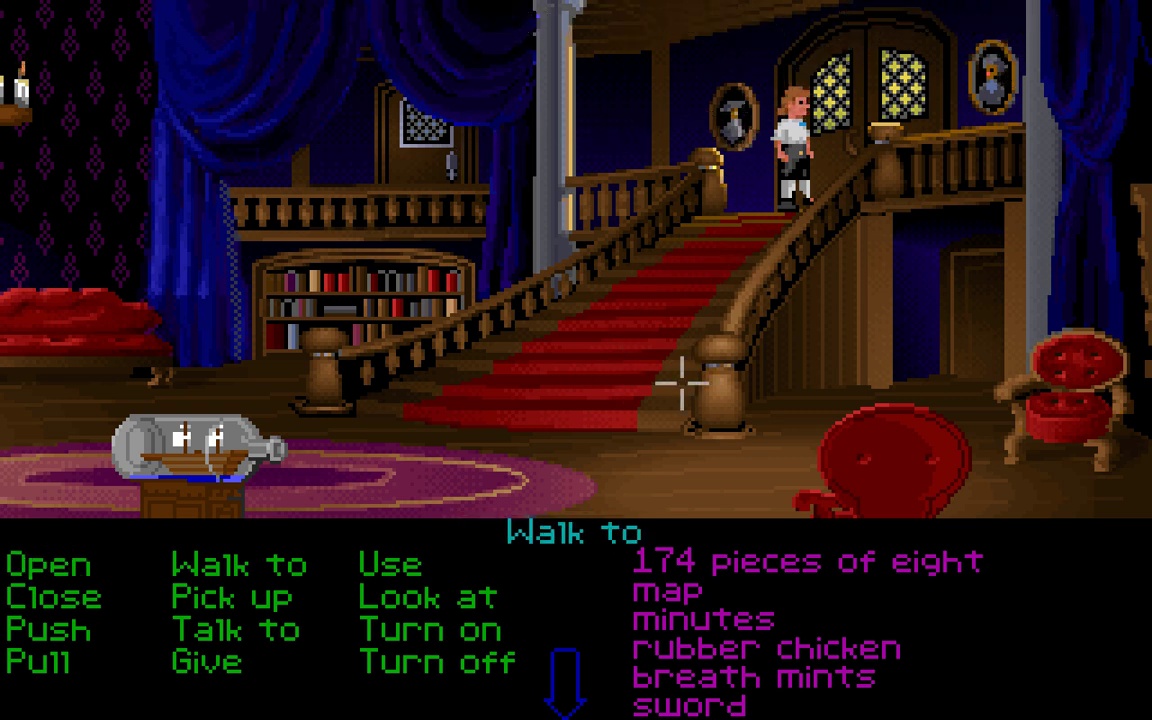 Walk to
Open Walk to Use
Close Pick up Look at
Push Talk to Turn on
Pull Give Turn off
174 pieces of eight
map
minutes
rubber chicken
breath mints
sword